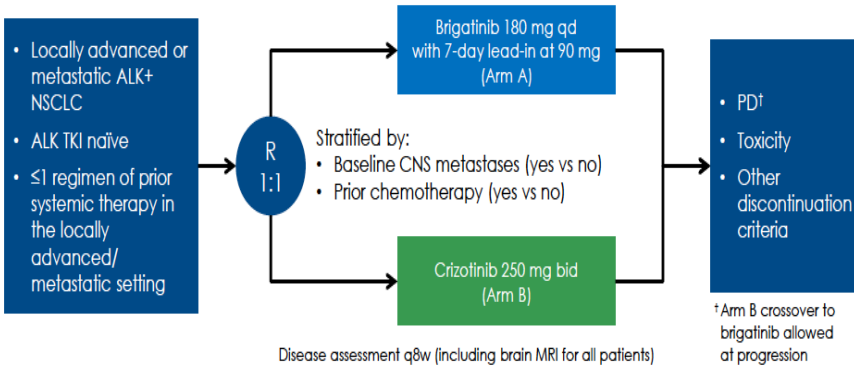 • Locally advanced or
metastatic ALK+
NSCLC
• ALK TKI naïve
• ≤1 regimen of prior
systemic therapy in
the locally
advanced/
metastatic setting
R
1:1
Brigatinib 180 mg qd
with 7-day lead-in at 90 mg
(Arm A)
Stratified by:
• Baseline CNS metastases (yes vs no)
• Prior chemotherapy (yes vs no)
Crizotinib 250 mg bid
(Arm B)
Disease assessment q8w (including brain MRI for all patients)
• PD†
• Toxicity
• Other
discontinuation
criteria
†Arm B crossover to
brigatinib allowed
at progression